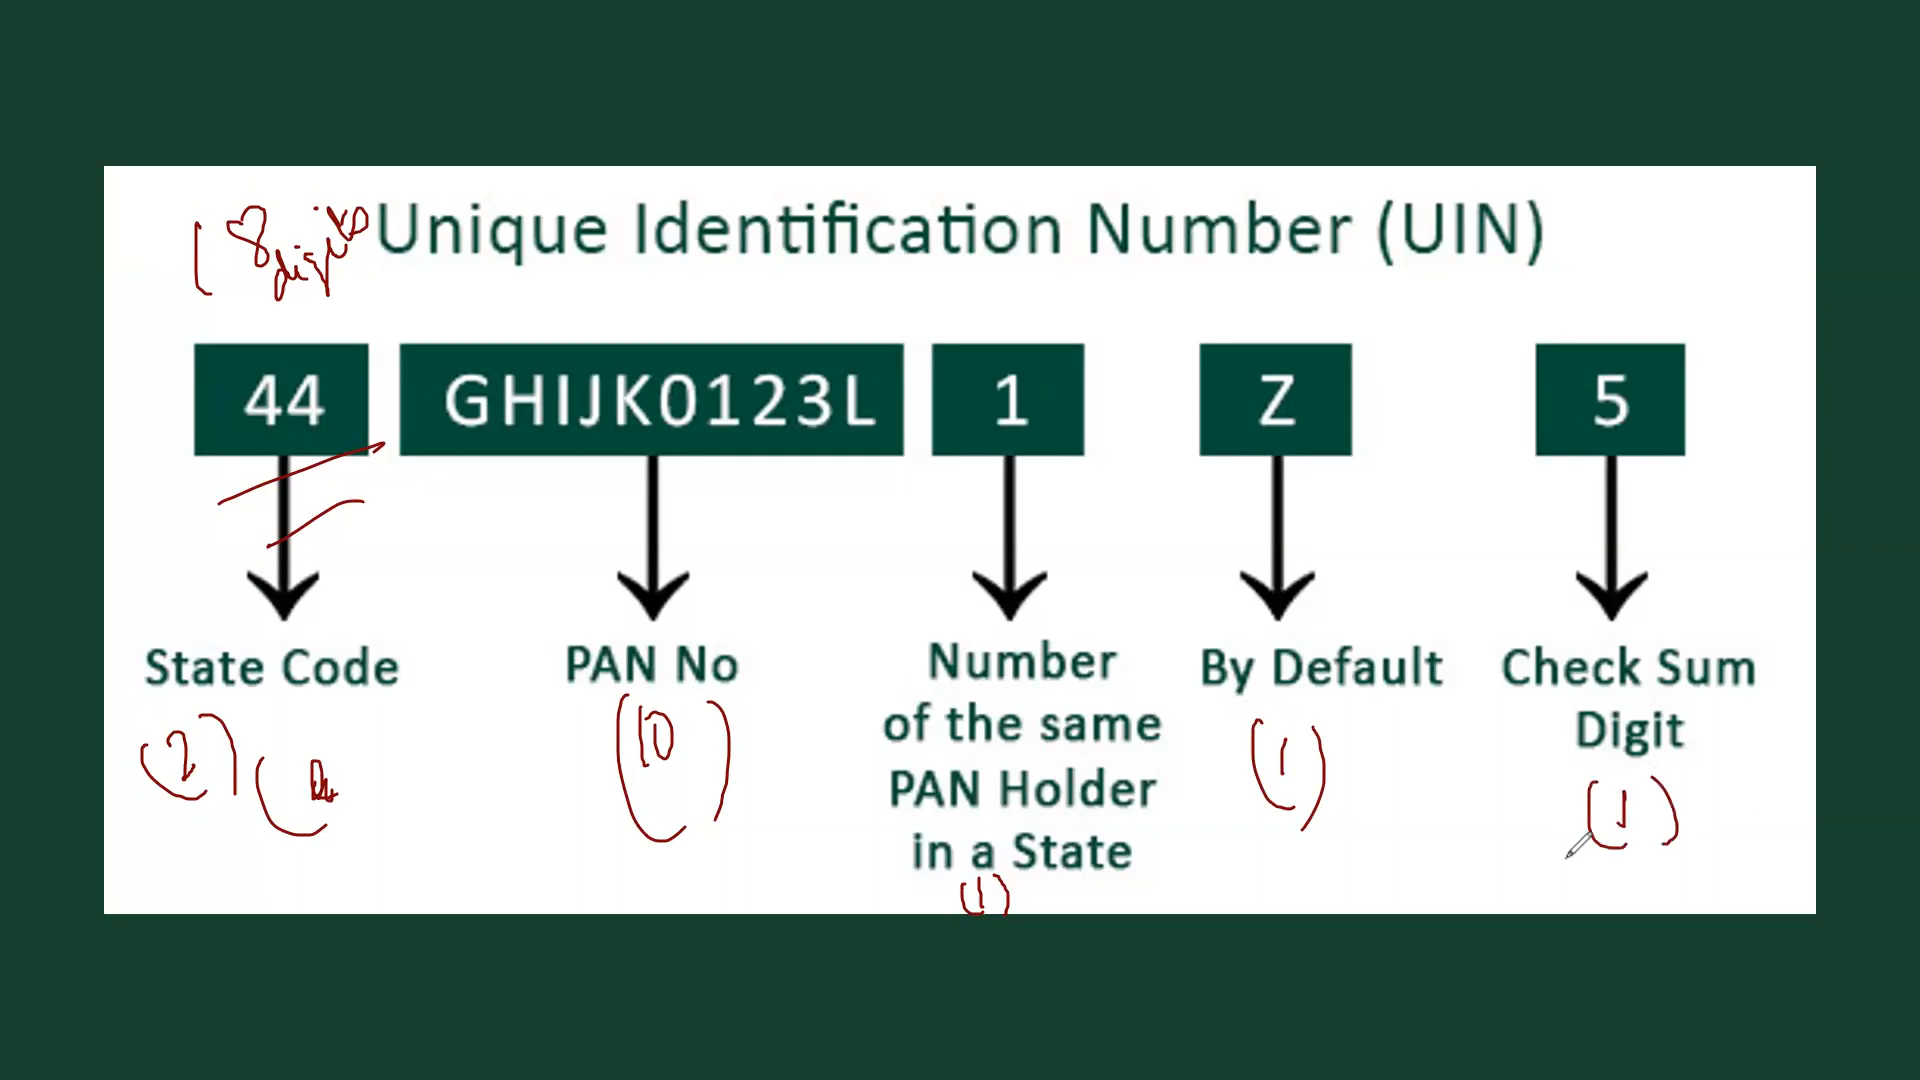 18 digits
Unique Identification Number (UIN)
44 GHIJK0123L 1 Z 5
State Code
PAN No
Number
of the same
PAN Holder
in a State
By Default
Check Sum
Digit
(2)
(10)
(1)
(1)
(1)